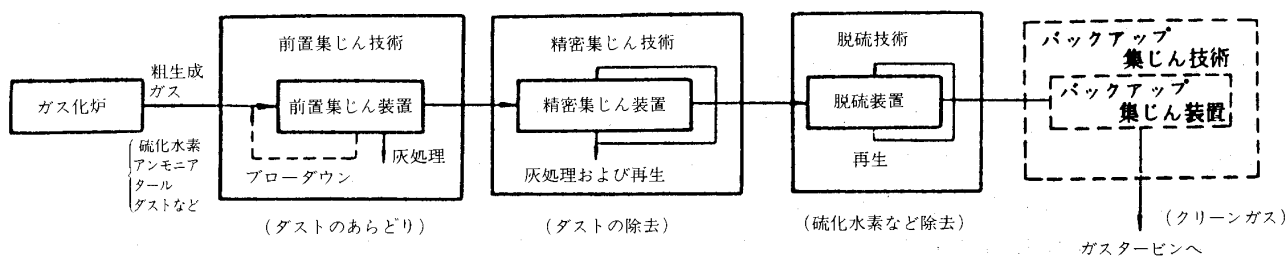 ガス化炉
粗生成
ガス
硫化水素
アンモニア
タール
ダストなど
前置集じん技術
前置集じん装置
灰処理
ブローダウン
(ダストのあらどり)
精密集じん技術
精密集じん装置
灰処理および再生
(ダストの除去)
脱硫技術
脱硫装置
再生
(硫化水素など除去)
バックアップ
集じん技術
バックアップ
集じん装置
(クリーンガス)
ガスタービンへ